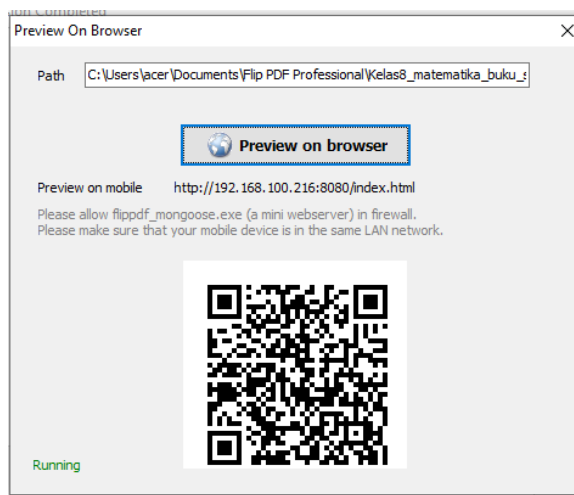 ion Completed
Preview On Browser
Path C:\Users\acer\Documents\Flip PDF Professional\Kelas8_matematika_buku_s
Preview on browser
Preview on mobile http://192.168.100.216:8080/index.html
Please allow flippdf_mongoose.exe (a mini webserver) in firewall.
Please make sure that your mobile device is in the same LAN network.
Running